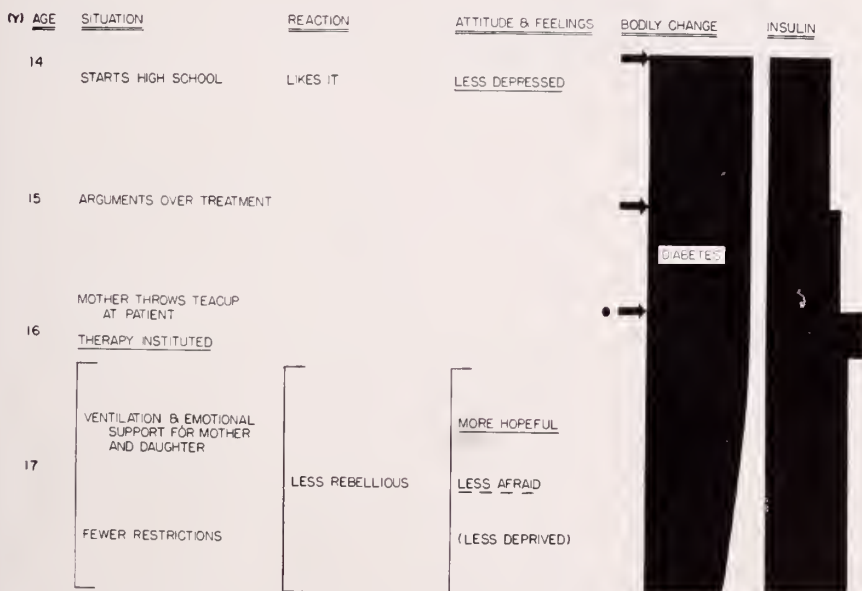 (Y) AGE SITUATION REACTION ATTITUDE & FEELINGS BODILY CHANGE INSULIN
14
STARTS HIGH SCHOOL LIKES IT LESS DEPRESSED
15 ARGUMENTS OVER TREATMENT
DIABETES
MOTHER THROWS TEACUP
AT PATIENT
16
THERAPY INSTITUTED
VENTILATION & EMOTIONAL
SUPPORT FOR MOTHER
AND DAUGHTER
MORE HOPEFUL
17
LESS REBELLIOUS LESS AFRAID
FEWER RESTRICTIONS (LESS DEPRIVED)